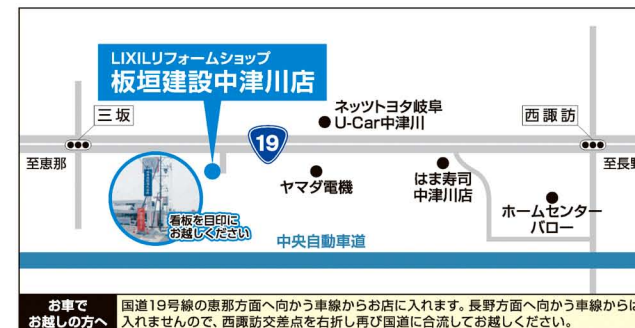 LIXILリフォームショップ
板垣建設中津川店
三坂
ネッツトヨタ岐阜
U-Car中津川
西諏訪
19
至恵那
至長野
ヤマダ電機
はま寿司
中津川店
ホームセンター
バロー
看板を目印に
お越しください
中央自動車道
お車で
お越しの方へ
国道19号線の恵那方面へ向かう車線からお店に入れます。長野方面へ向かう車線からは
入れませんので、西諏訪交差点を右折し再び国道に合流してお越しください。